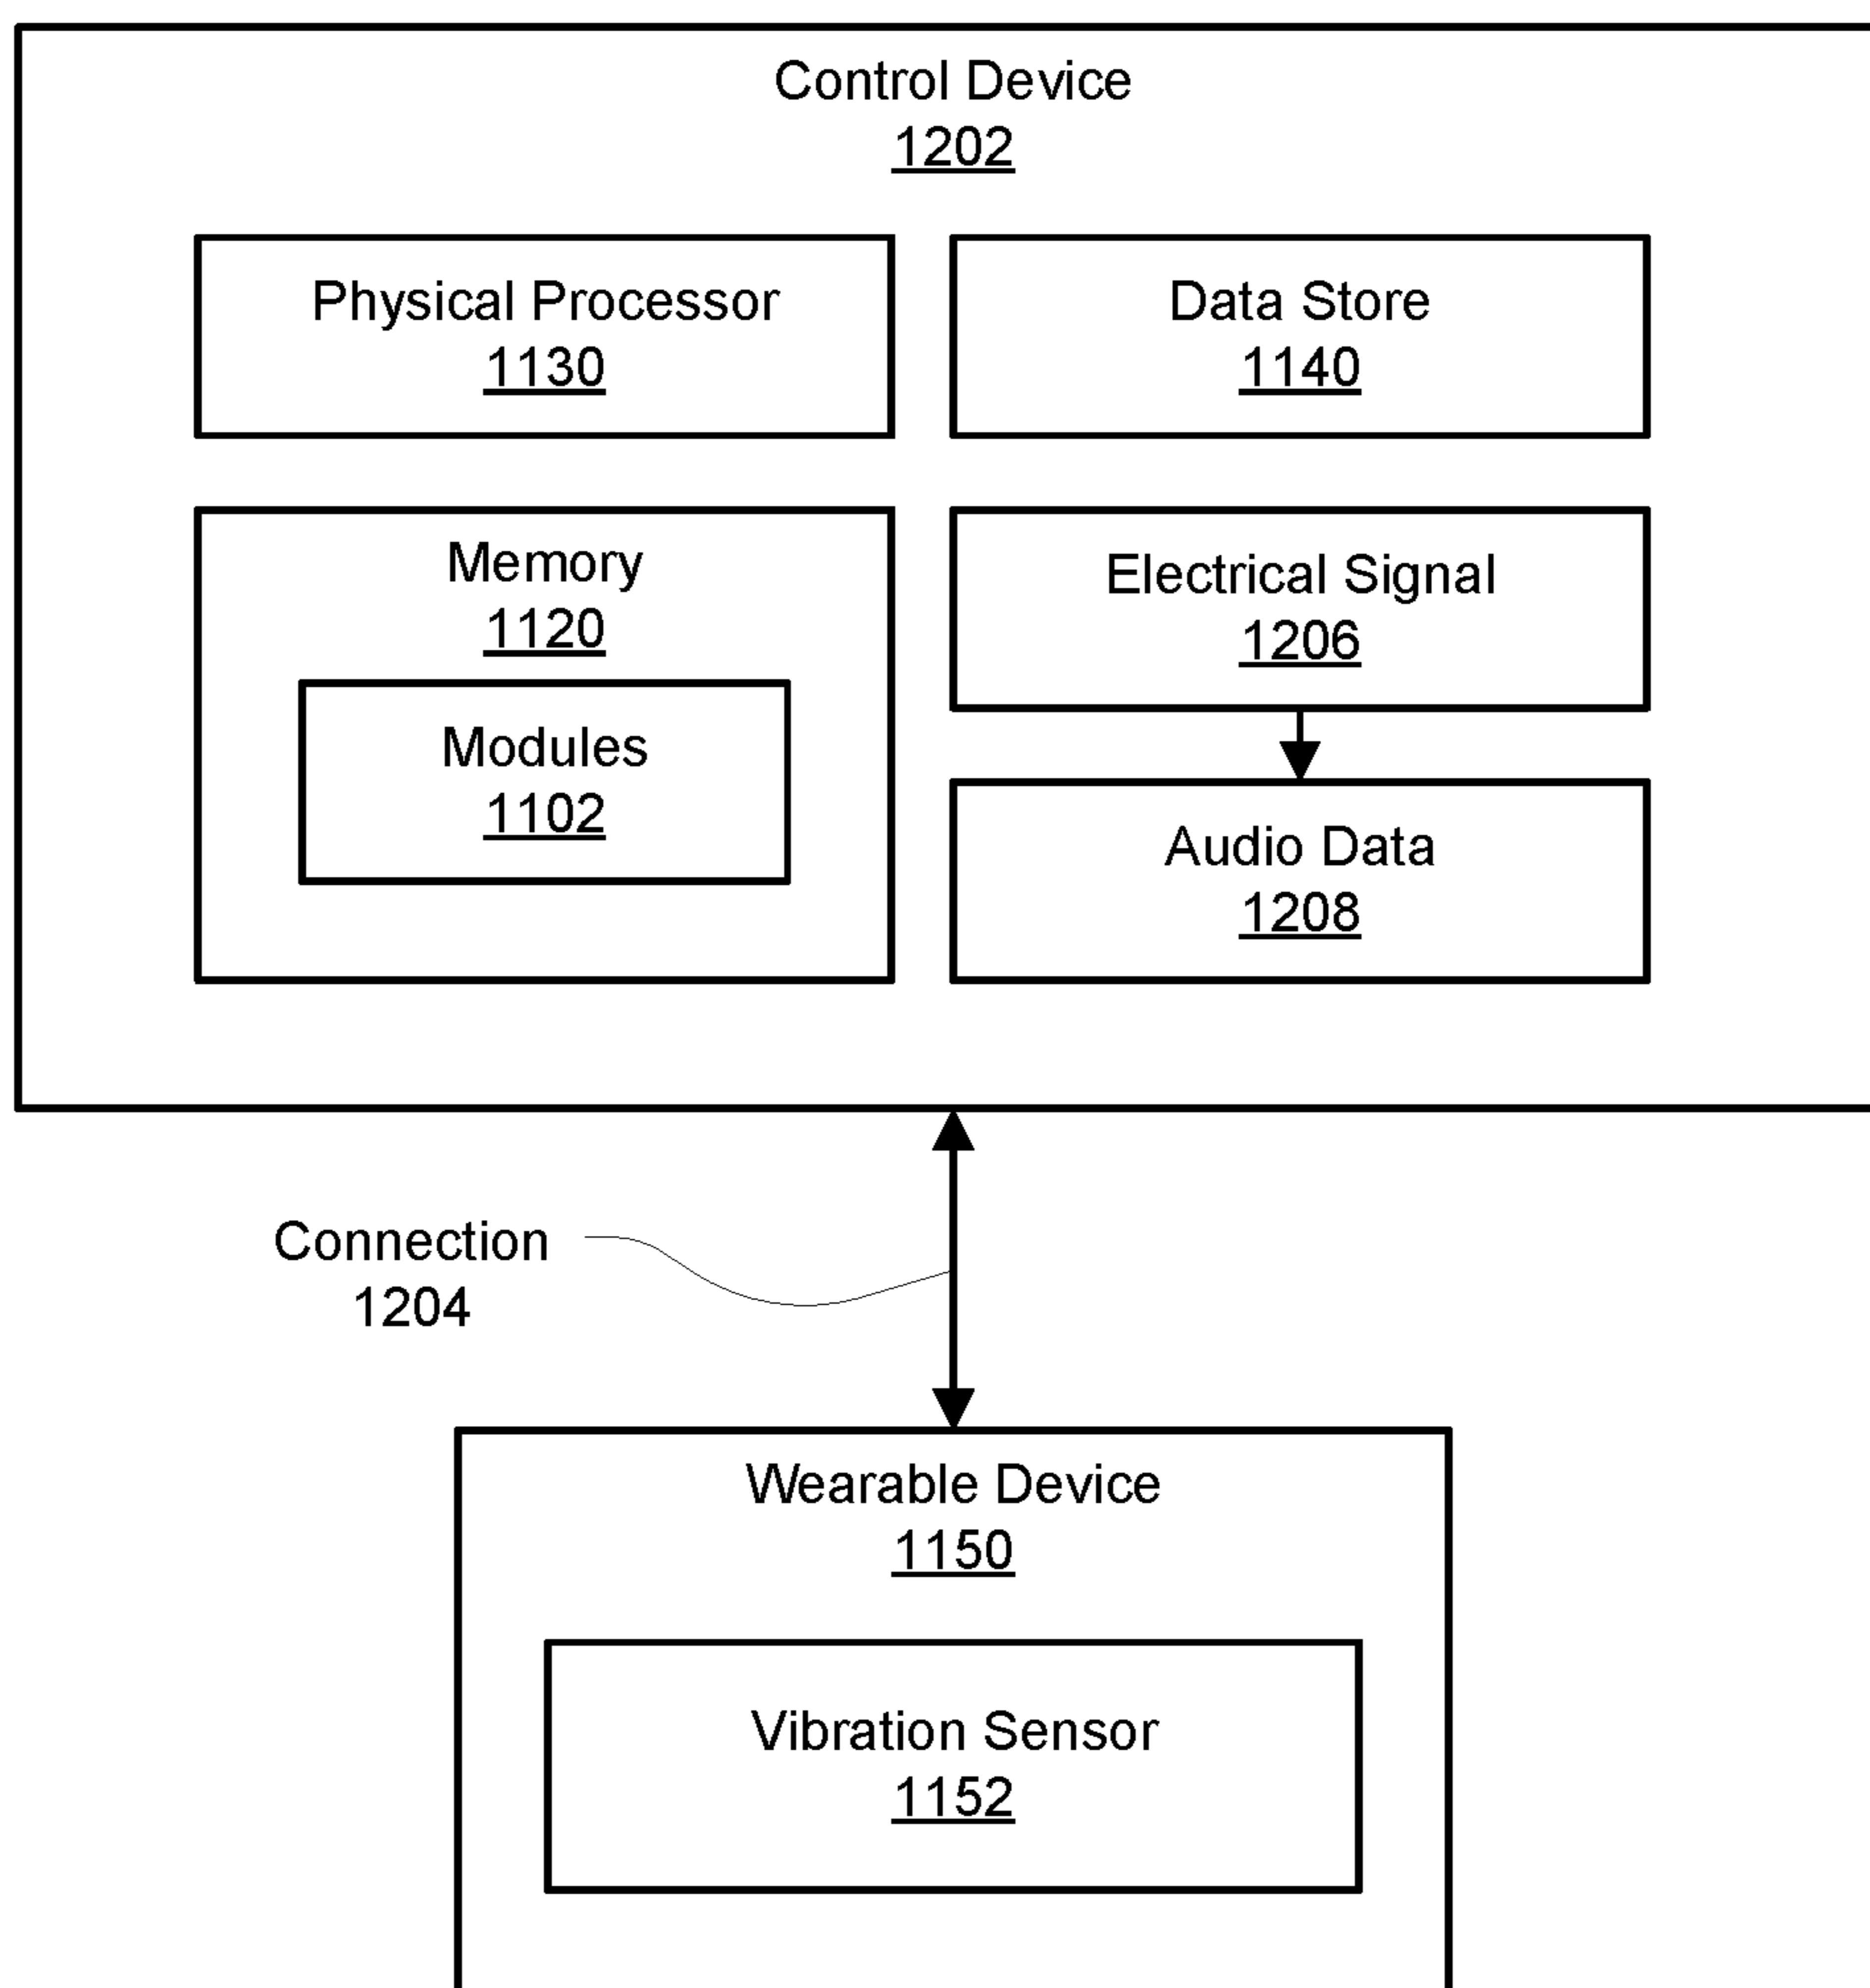 Control Device
1202
Physical Processor
1130
Data Store
1140
Memory
1120
Modules
1102
Electrical Signal
1206
Audio Data
1208
Connection
1204
Wearable Device
1150
Vibration Sensor
1152